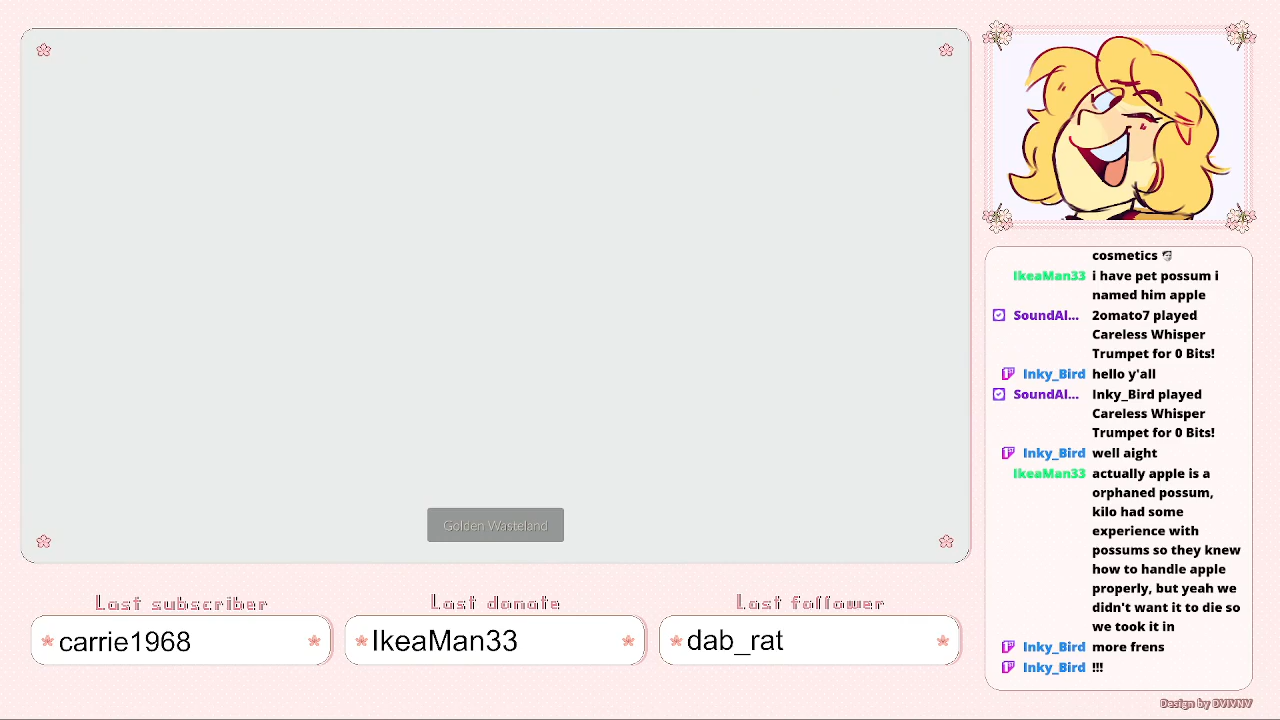 cosmetics
IkeaMan33 i have pet possum i
named him apple
SoundAl... 2omato7 played
Careless Whisper
Trumpet for 0 Bits!
Inky_Bird hello y'all
SoundAl... Inky_Bird played
Careless Whisper
Trumpet for 0 Bits!
Inky_Bird well aight
IkeaMan33 actually apple is a
orphaned possum,
kilo had some
experience with
possums so they knew
how to handle apple
properly, but yeah we
didn't want it to die so
we took it in
Inky_Bird more frens
Inky_Bird !!!
Golden Wasteland
Last subscriber
carrie1968
Last donate
IkeaMan33
Last follower
dab_rat
Design by DVIVNV